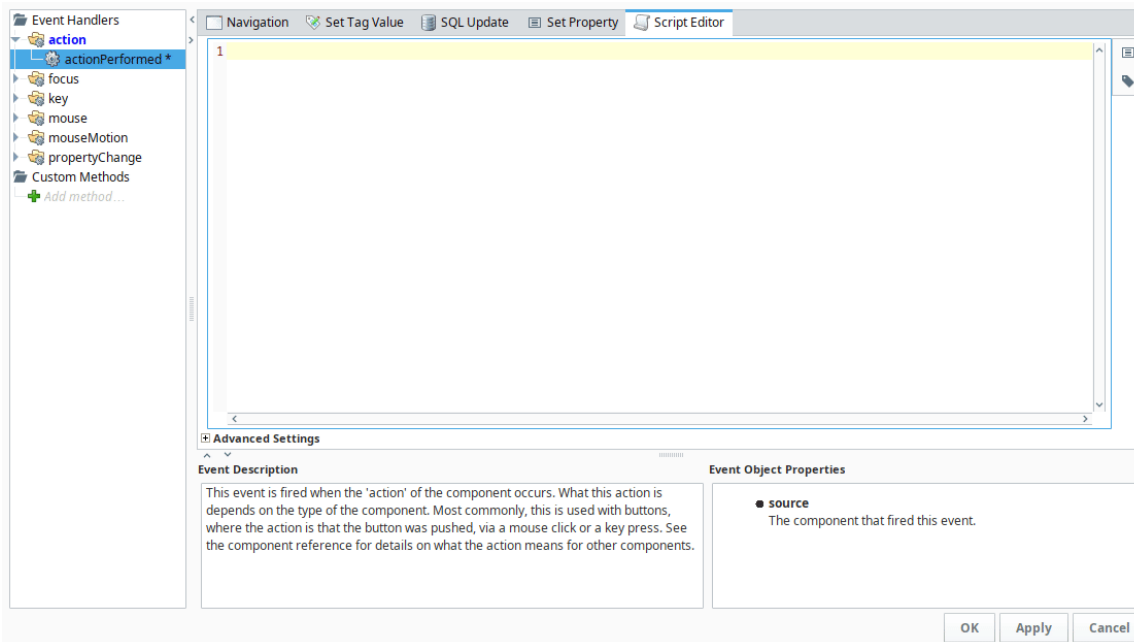 Event Handlers
action
actionPerformed *
focus
key
mouse
mouseMotion
propertyChange
Custom Methods
Add method...
Navigation
Set Tag Value
SQL Update
Set Property
Script Editor
1
Advanced Settings
Event Description
This event is fired when the 'action' of the component occurs. What this action is
depends on the type of the component. Most commonly, this is used with buttons,
where the action is that the button was pushed, via a mouse click or a key press. See
the component reference for details on what the action means for other components.
Event Object Properties
source
The component that fired this event.
OK
Apply
Cancel